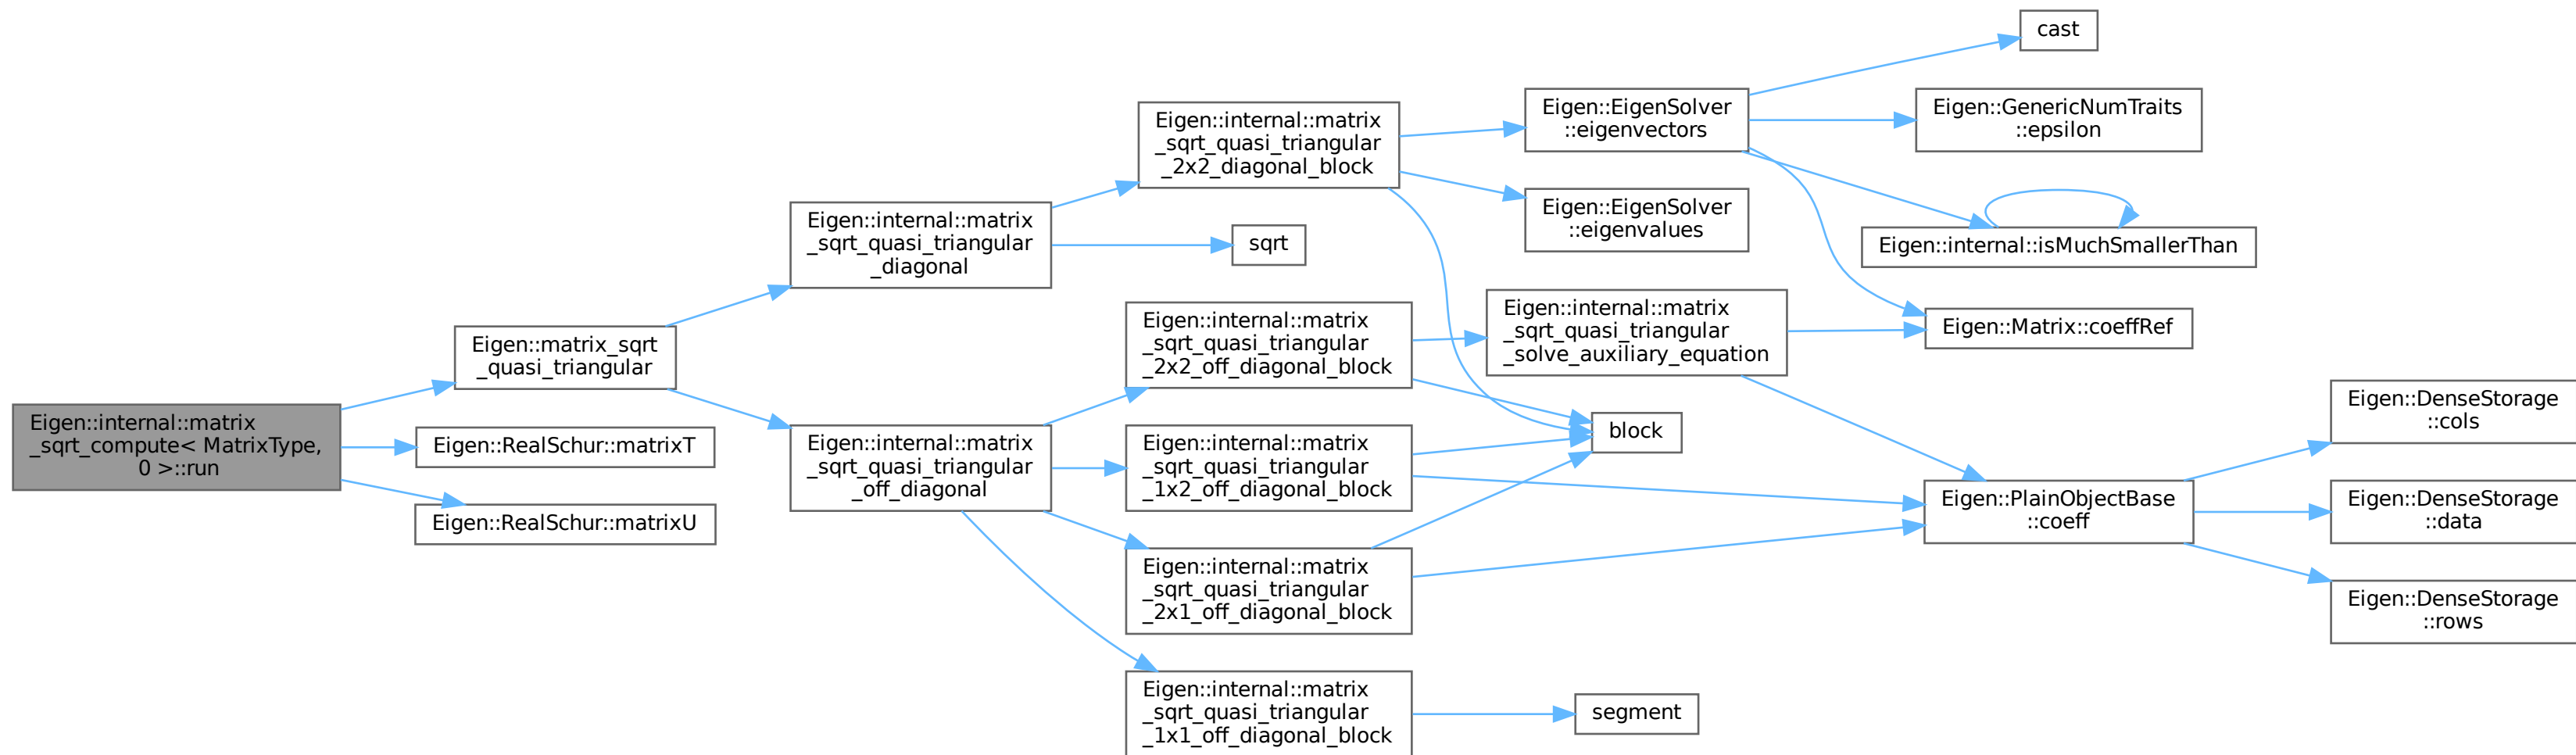 Eigen::internal::matrix
_sqrt_compute< MatrixType,
0 >::run
Eigen::matrix_sqrt
_quasi_triangular
Eigen::RealSchur::matrixT
Eigen::RealSchur::matrixU
Eigen::internal::matrix
_sqrt_quasi_triangular
_diagonal
Eigen::internal::matrix
_sqrt_quasi_triangular
_off_diagonal
Eigen::internal::matrix
_sqrt_quasi_triangular
_2x2_diagonal_block
sqrt
Eigen::internal::matrix
_sqrt_quasi_triangular
_2x2_off_diagonal_block
Eigen::internal::matrix
_sqrt_quasi_triangular
_1x2_off_diagonal_block
Eigen::internal::matrix
_sqrt_quasi_triangular
_2x1_off_diagonal_block
Eigen::internal::matrix
_sqrt_quasi_triangular
_1x1_off_diagonal_block
Eigen::EigenSolver
::eigenvectors
Eigen::EigenSolver
::eigenvalues
Eigen::internal::matrix
_sqrt_quasi_triangular
_solve_auxiliary_equation
block
segment
cast
Eigen::GenericNumTraits
::epsilon
Eigen::internal::isMuchSmallerThan
Eigen::Matrix::coeffRef
Eigen::PlainObjectBase
::coeff
Eigen::DenseStorage
::cols
Eigen::DenseStorage
::data
Eigen::DenseStorage
::rows